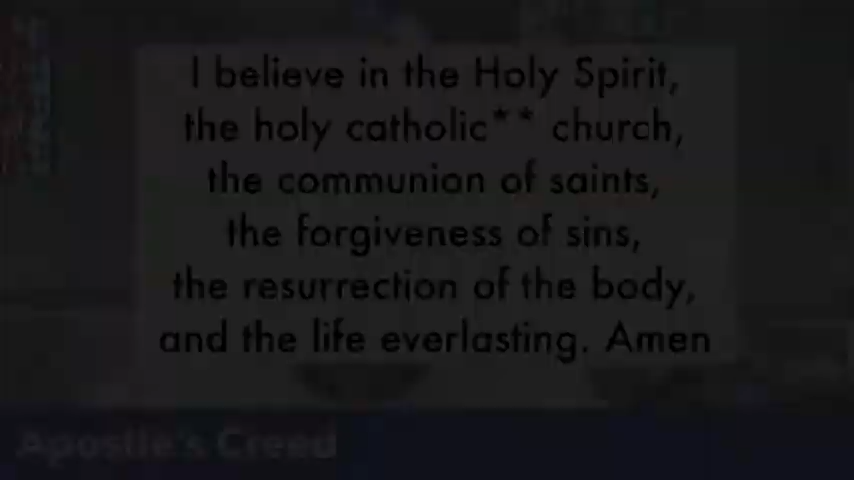 I believe in the Holy Spirit,
the holy catholic** church,
the communion of saints,
the forgiveness of sins,
the resurrection of the body,
and the life everlasting. Amen
Apostle's Creed